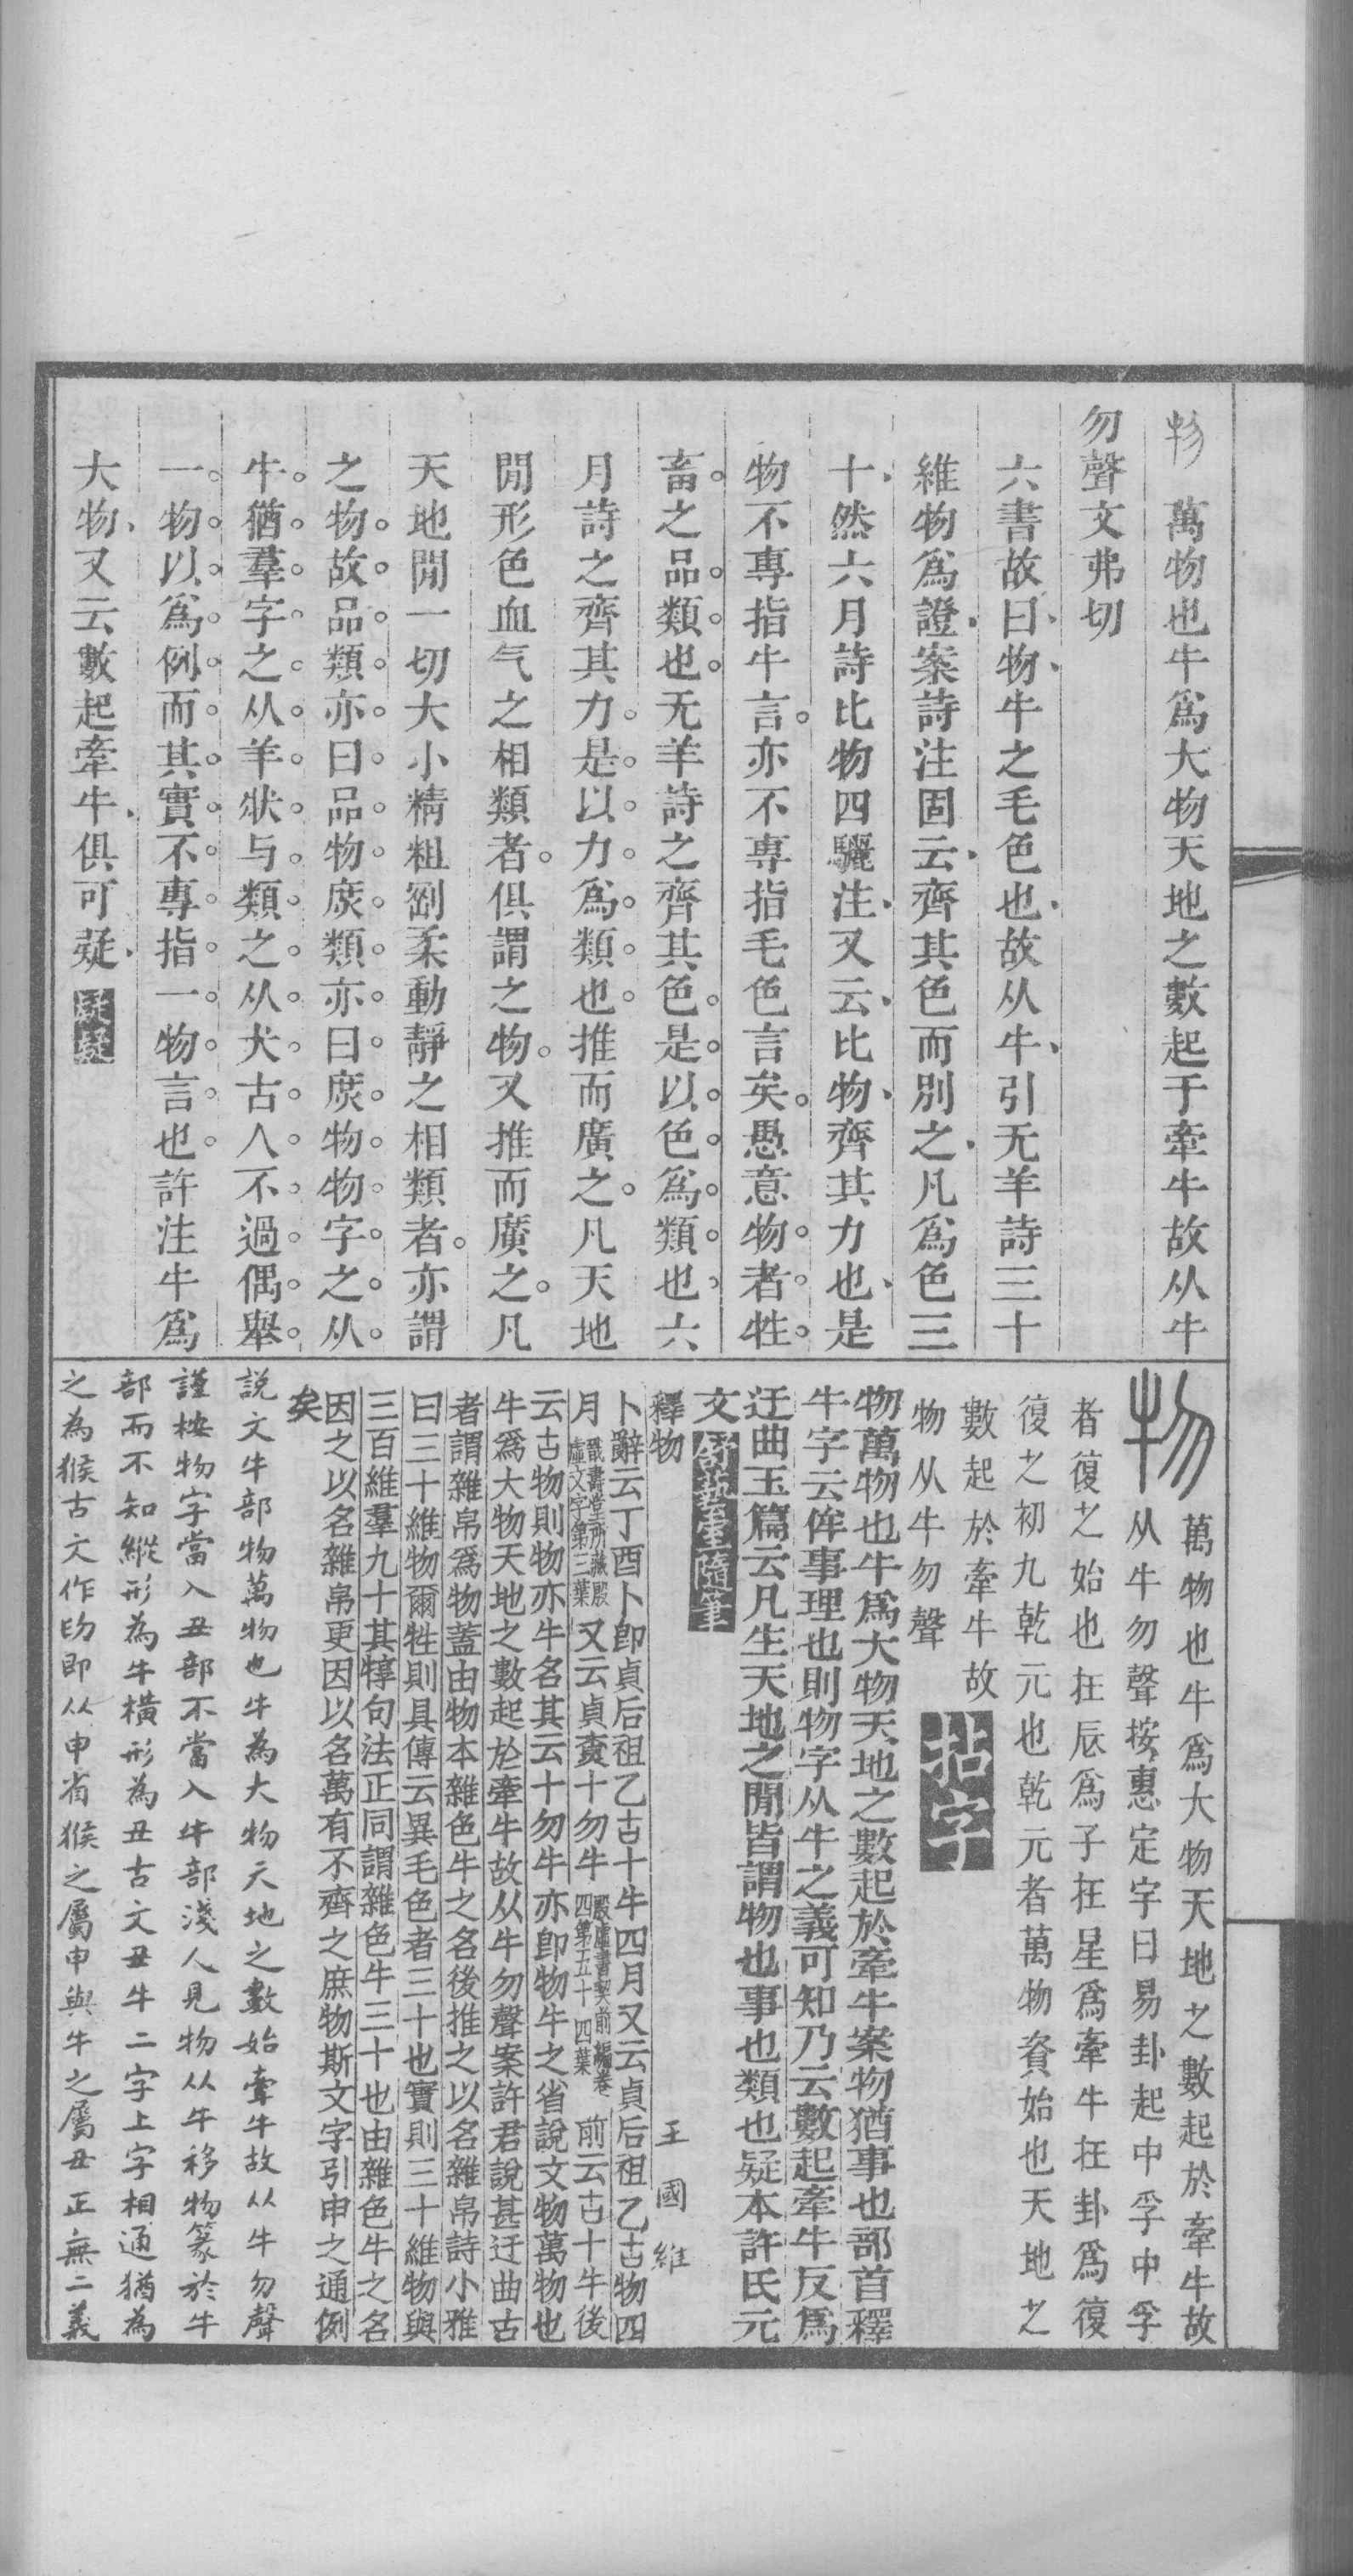 物 萬物也牛爲大物天地之數起于牽牛故从牛
勿聲文弗切
六書故曰物牛之毛色也故从牛引无羊詩三十
維物爲證案詩注固云齊其色而別之凡爲色三
十然六月詩比物四驪注又云比物齊其力也是
物不專指牛言亦不專指毛色言矣愚意物者牲
畜之品類也无羊詩之齊其色是以色爲類也六
月詩之齊其力是以力爲類也推而廣之凡天地
閒形色血气之相類者俱謂之物又推而廣之凡
天地閒一切大小精粗剛柔動靜之相類者亦謂
之物故品類亦曰品物庶類亦曰庶物物字之从
牛猶羣字之从羊狀与類之从犬古人不過偶舉
一物以爲例而其實不專指一物言也許注牛爲
大物又云數起牽牛俱可疑
物 萬物也牛爲大物天地之數起於牽牛故
从牛勿聲按惠定宇曰易卦起中孚中孚
者復之始也在辰爲子在星爲牽牛在卦爲復
復之初九乾元也乾元者萬物資始也天地之
數起於牽牛故
物从牛勿聲 拈字
物萬物也牛爲大物天地之數起於牽牛案物猶事也部首釋
牛字云侔事理也則物字从牛之義可知乃云數起牽牛反爲
迂曲玉篇云凡生天地之閒皆謂物也事也類也疑本許氏元
文 舒藝室隨筆
釋物 王國維
卜辭云丁酉卜卽貞后祖乙古十牛四月又云貞后祖乙古物四
月 戩壽堂所藏殷虛文字第三葉 又云貞𡩜十勿牛 殷虛書契前編卷四第五十四葉 前云古十牛後
云古物則物亦牛名其云十勿牛亦卽物牛之省說文物萬物也
牛爲大物天地之數起於牽牛故从牛勿聲案許君說甚迂曲古
者謂雜帛爲物蓋由物本雜色牛之名後推之以名雜帛詩小雅
曰三十維物爾牲則具傳云異毛色者三十也實則三十維物與
三百維羣九十其犉句法正同謂雜色牛三十也由雜色牛之名
因之以名雜帛更因以名萬有不齊之庶物斯文字引申之通例
矣
說文牛部物萬物也牛為大物天地之數始牽牛故从牛勿聲
謹按物字當入丑部不當入牛部淺人見物从牛移物篆於牛
部而不知縱形為牛橫形為丑古文丑牛二字上字相通猶為
之為猴古文作𦥮即从申省猴之屬申與牛之屬丑正無二義